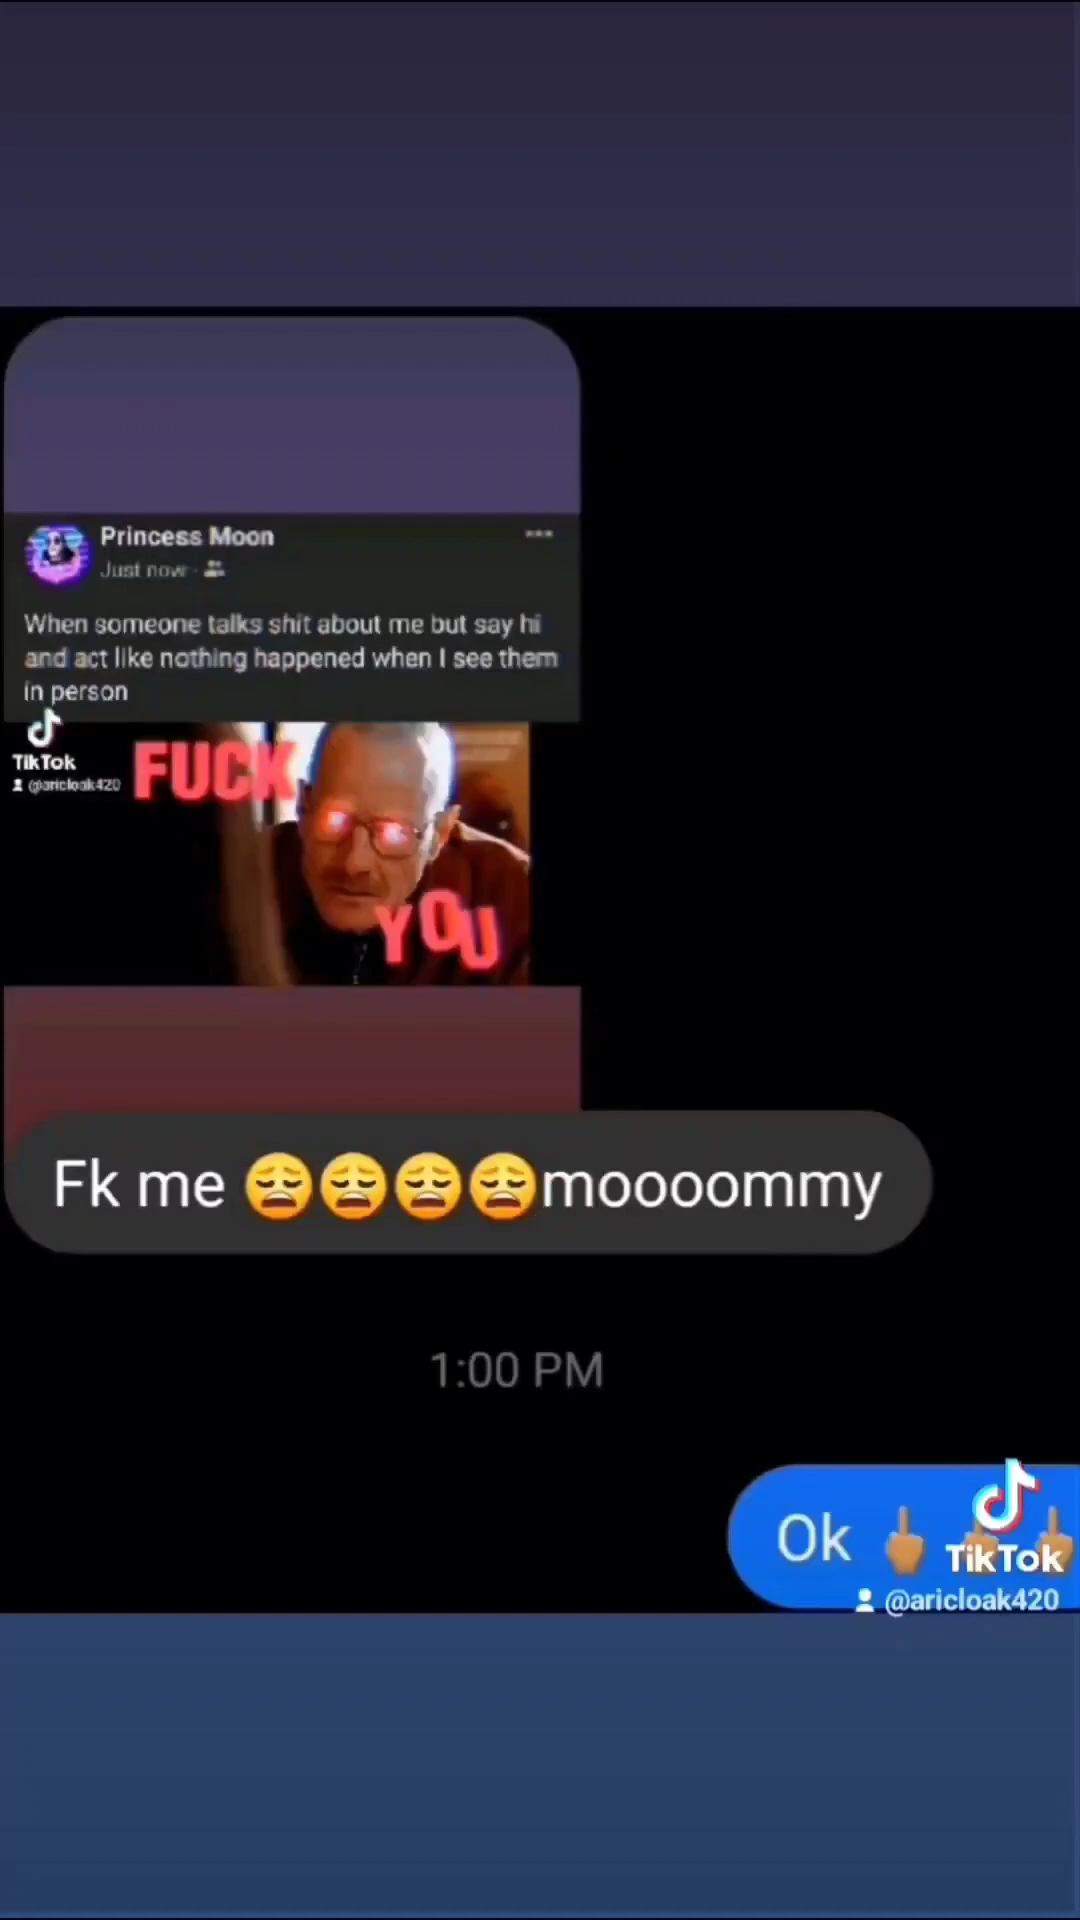 Princess Moon
Just now ·
When someone talks shit about me but say hi
and act like nothing happened when I see them
in person
TikTok
@aricloak420
FUCK
YOU
Fk me 😩😩😩😩moooommy
1:00 PM
Ok 🖕🏽🖕🏽🖕🏽
TikTok
@aricloak420